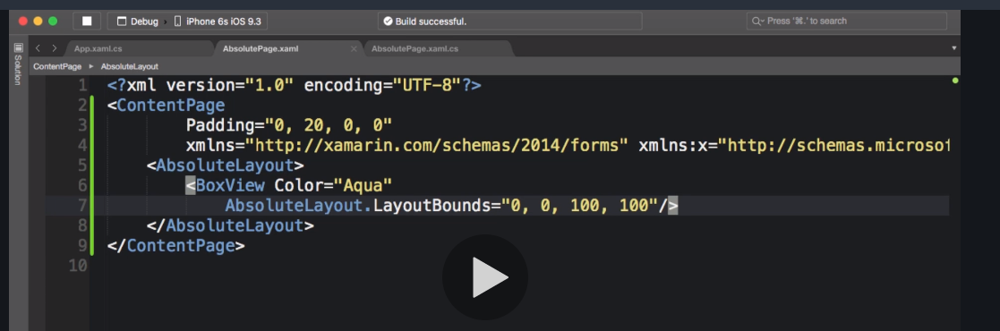 Debug › iPhone 6s iOS 9.3
Build successful.
Press '⌘.' to search
App.xaml.cs
AbsolutePage.xaml
AbsolutePage.xaml.cs
Solution
ContentPage ▸ AbsoluteLayout
1 <?xml version="1.0" encoding="UTF-8"?>
2 <ContentPage
3 Padding="0, 20, 0, 0"
4 xmlns="http://xamarin.com/schemas/2014/forms" xmlns:x="http://schemas.microsof
5 <AbsoluteLayout>
6 <BoxView Color="Aqua"
7 AbsoluteLayout.LayoutBounds="0, 0, 100, 100"/>
8 </AbsoluteLayout>
9 </ContentPage>
10